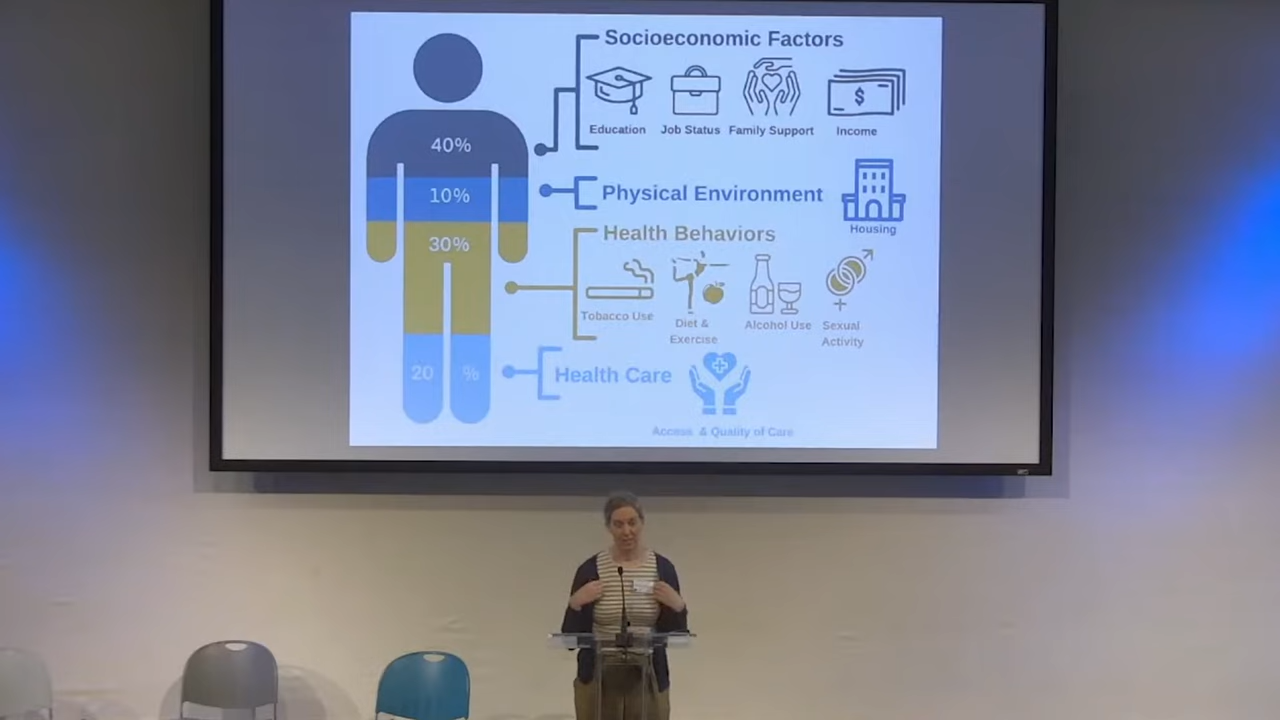 Socioeconomic Factors
Education Job Status Family Support Income
40%
10%
Physical Environment
Housing
30%
Health Behaviors
Tobacco Use
Diet &
Exercise
Alcohol Use
Sexual
Activity
20 %
Health Care
Access & Quality of Care
$